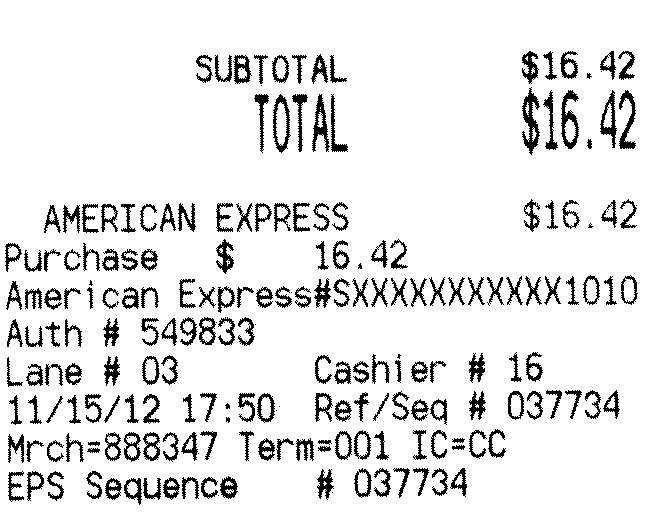 SUBTOTAL $16.42
TOTAL $16.42
AMERICAN EXPRESS $16.42
Purchase $ 16.42
American Express#SXXXXXXXXXXX1010
Auth # 549833
Lane # 03 Cashier # 16
11/15/12 17:50 Ref/Seq # 037734
Mrch=888347 Term=001 IC=CC
EPS Sequence # 037734